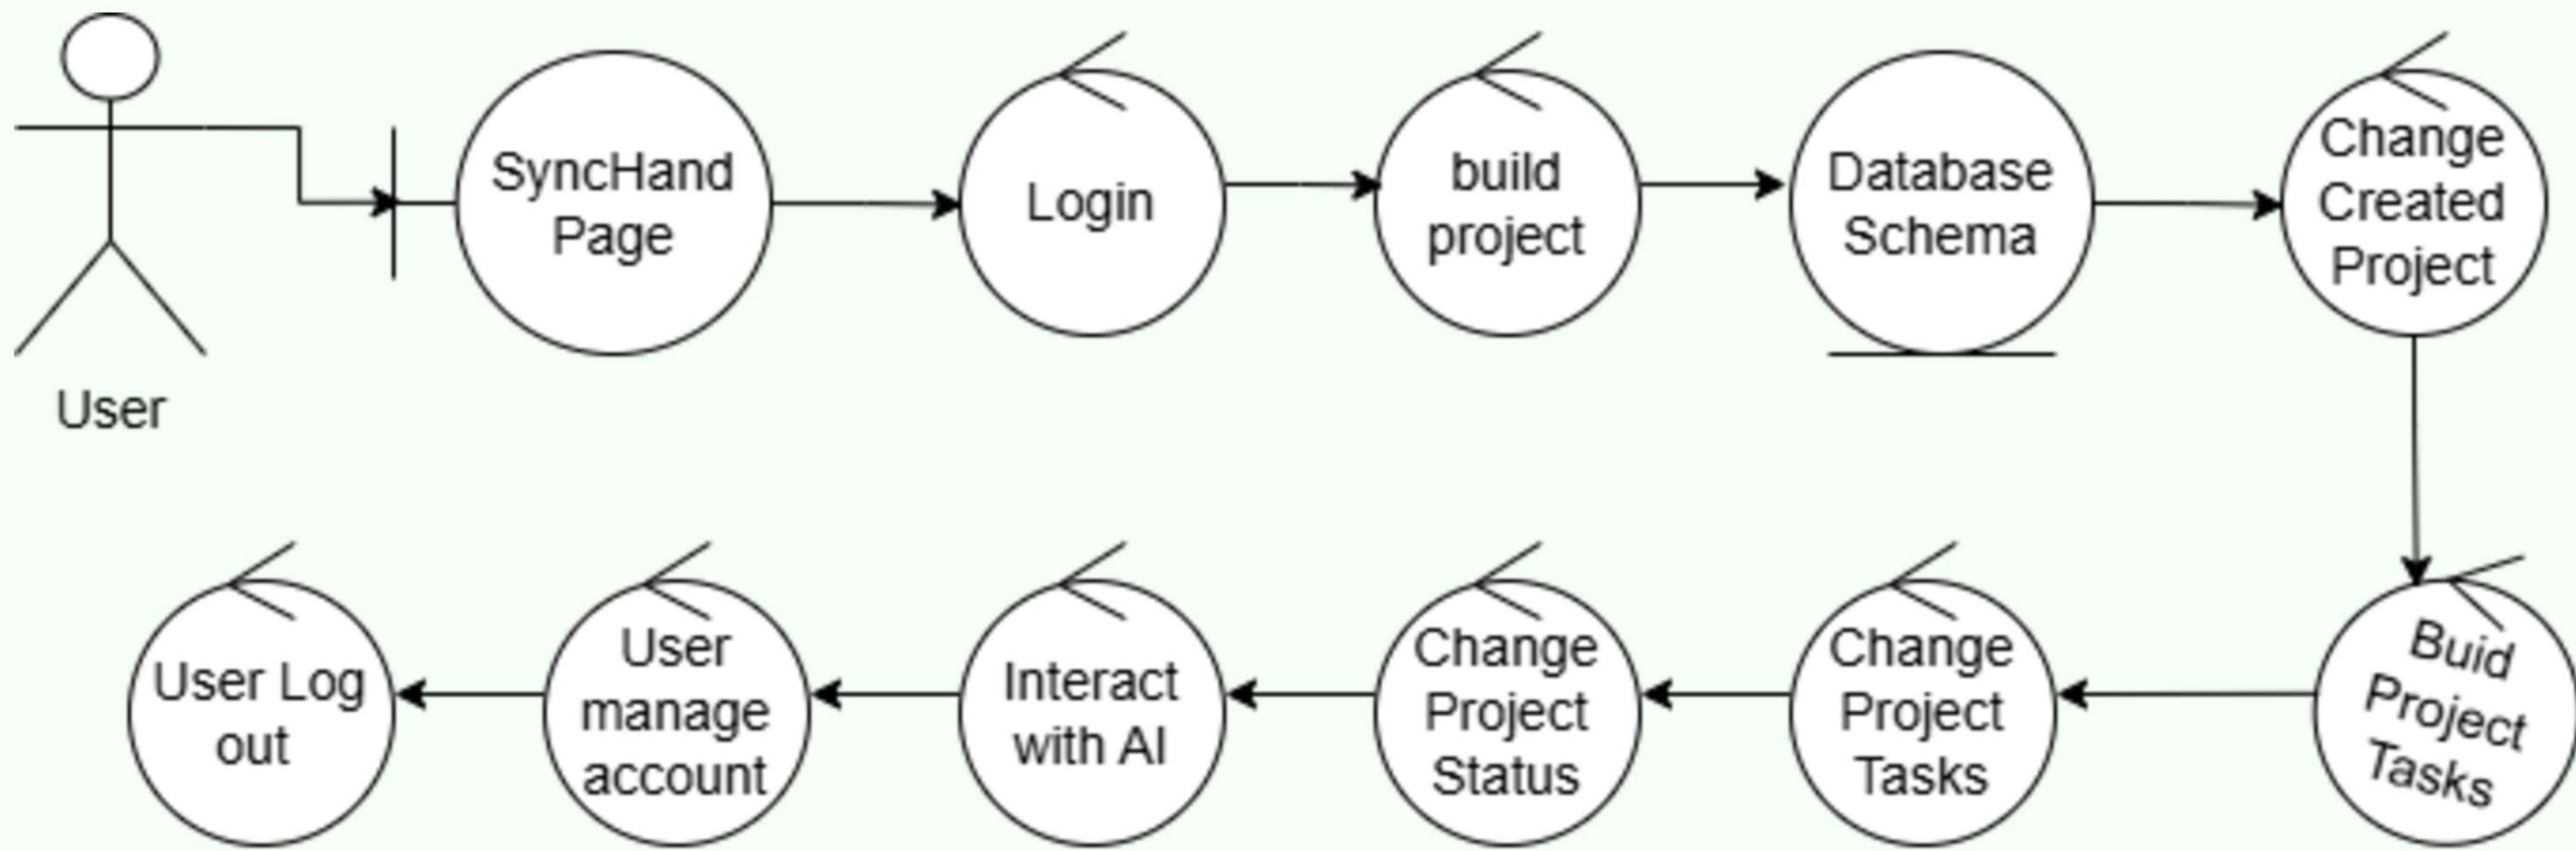 User
SyncHand
Page
Login
build
project
Database
Schema
Change
Created
Project
Buid
Project
Tasks
Change
Project
Tasks
Change
Project
Status
Interact
with AI
User
manage
account
User Log
out